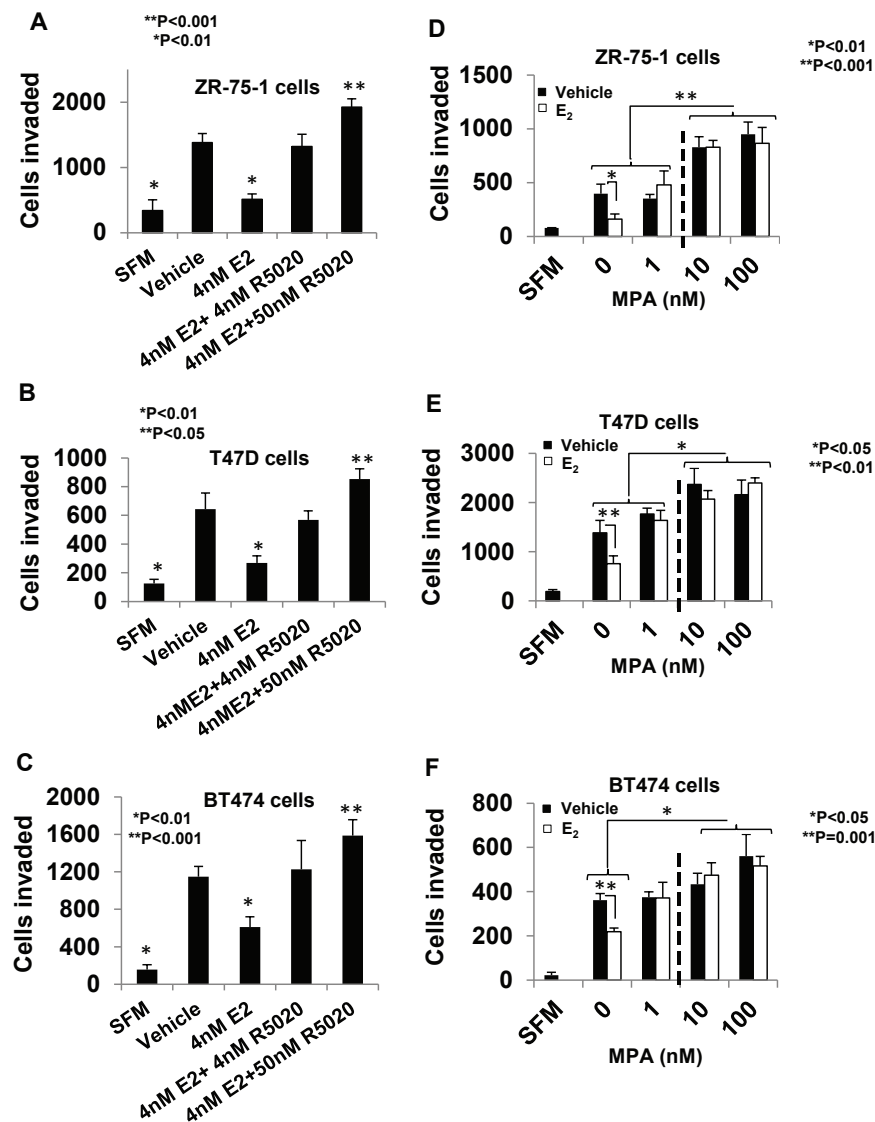 A
**P<0.001
*P<0.01
ZR-75-1 cells
Cells invaded
2000
1000
0
*
*
**
SFM
Vehicle
4nM E2
4nM E2+ 4nM R5020
4nM E2+50nM R5020
B
*P<0.01
**P<0.05
T47D cells
Cells invaded
1000
800
600
400
200
0
*
*
**
SFM
Vehicle
4nM E2
4nME2+4nM R5020
4nME2+50nM R5020
C
*P<0.01
**P<0.001
BT474 cells
Cells invaded
2000
1600
1200
800
400
0
*
*
**
SFM
Vehicle
4nM E2
4nM E2+ 4nM R5020
4nM E2+50nM R5020
D
ZR-75-1 cells
*P<0.01
**P<0.001
Vehicle
E2
Cells invaded
1500
1000
500
0
**
*
SFM
0
1
10
100
MPA (nM)
E
T47D cells
*P<0.05
**P<0.01
Vehicle
E2
Cells invaded
3000
2000
1000
0
*
**
SFM
0
1
10
100
MPA (nM)
F
BT474 cells
*P<0.05
**P=0.001
Vehicle
E2
Cells invaded
800
600
400
200
0
*
**
SFM
0
1
10
100
MPA (nM)